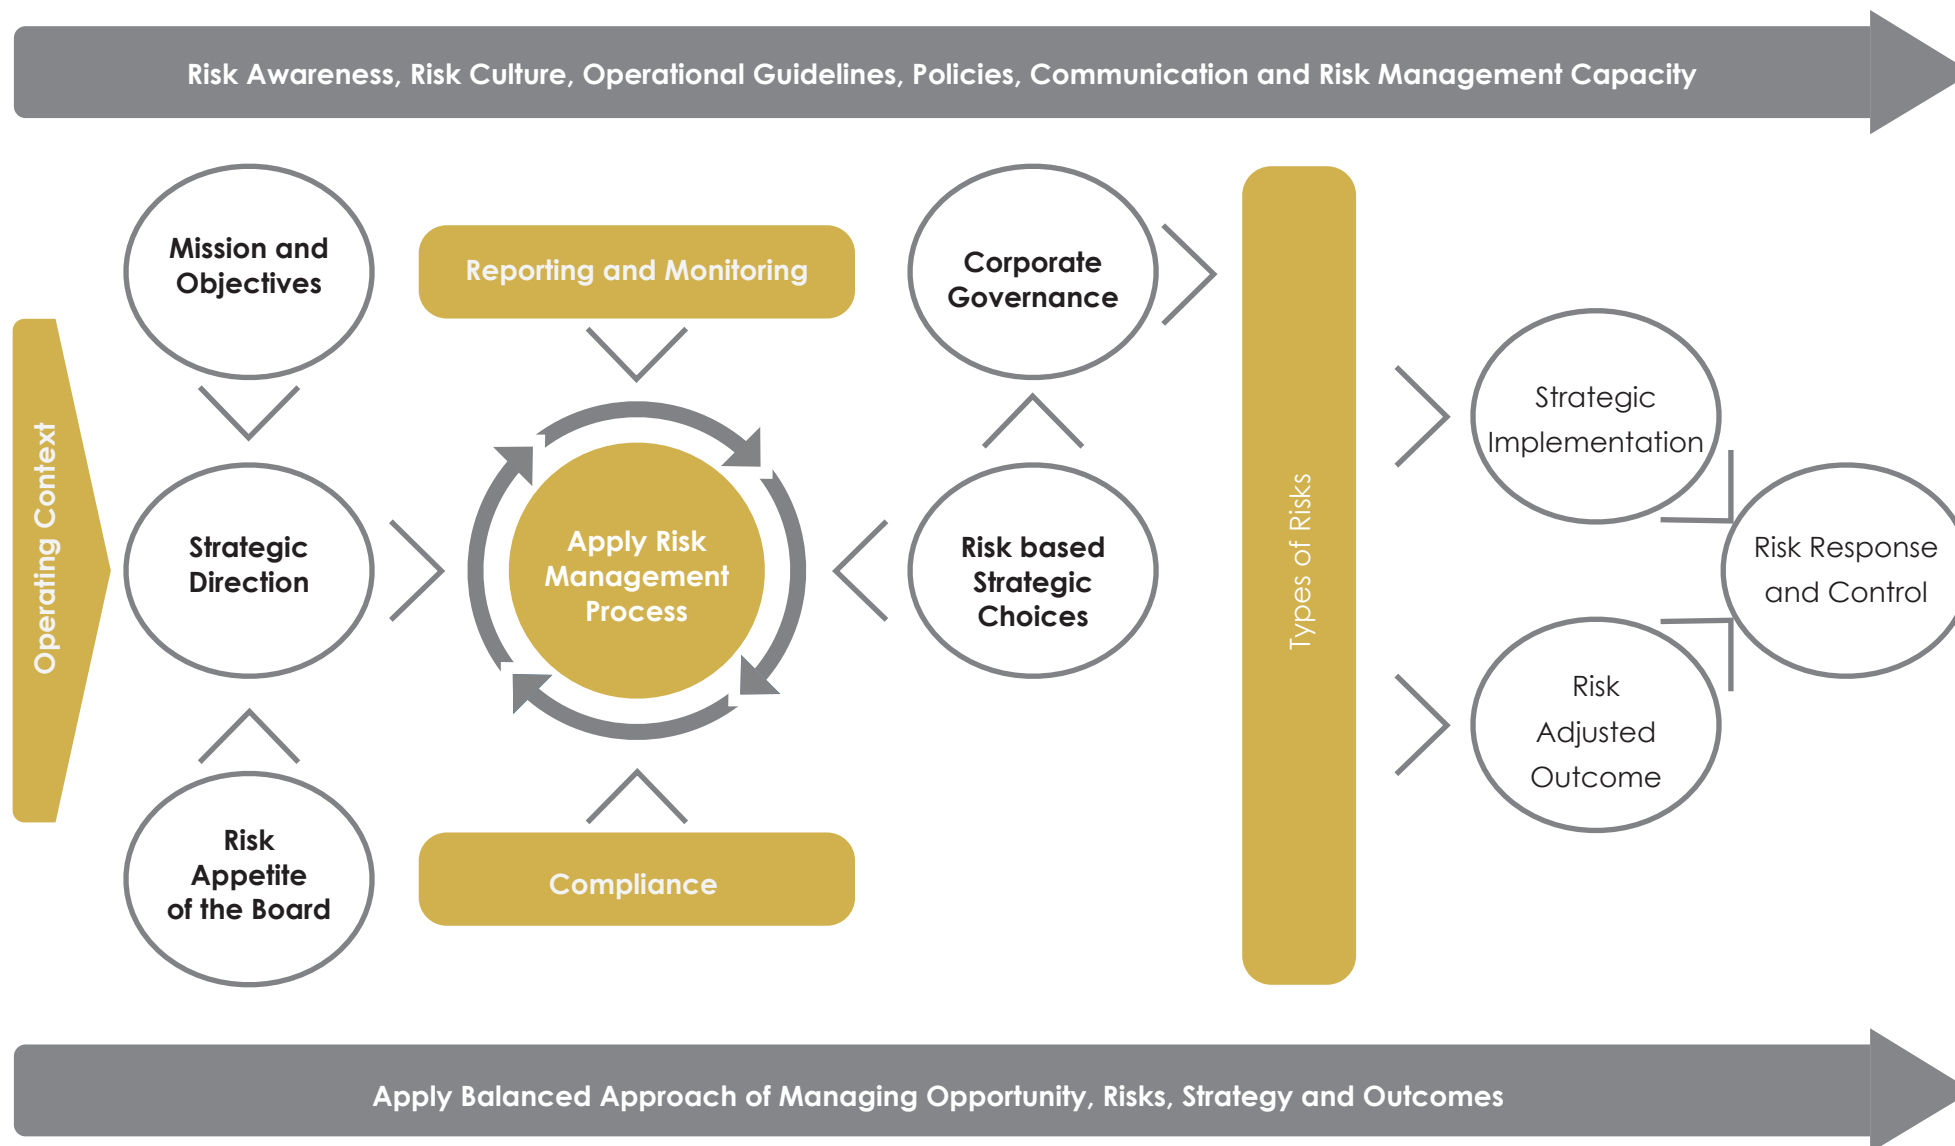 Risk Awareness, Risk Culture, Operational Guidelines, Policies, Communication and Risk Management Capacity
Operating Context
Mission and
Objectives
Strategic
Direction
Risk
Appetite
of the Board
Reporting and Monitoring
Apply Risk
Management
Process
Compliance
Corporate
Governance
Risk based
Strategic
Choices
Types of Risks
Strategic
Implementation
Risk
Adjusted
Outcome
Risk Response
and Control
Apply Balanced Approach of Managing Opportunity, Risks, Strategy and Outcomes